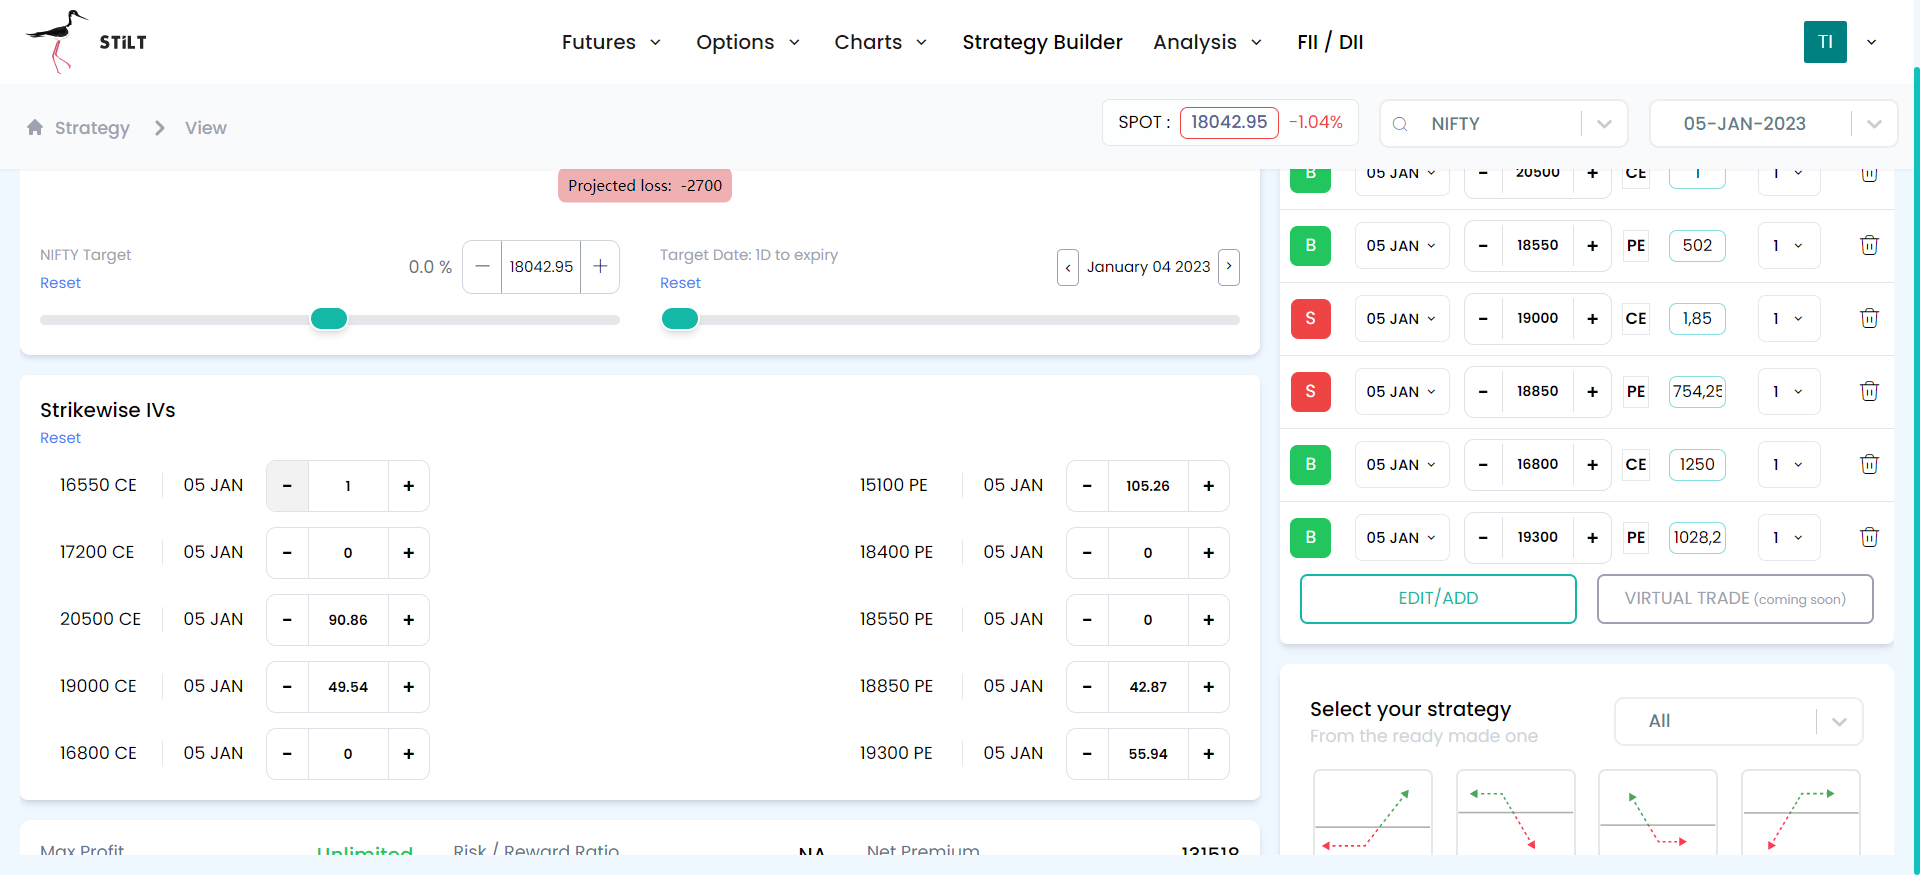 STiLT
Futures
Options
Charts
Strategy Builder
Analysis
FII / DII
TI
Strategy
View
SPOT :
18042.95
-1.04%
NIFTY
05-JAN-2023
Projected loss: -2700
NIFTY Target
Reset
0.0 %
18042.95
Target Date: 1D to expiry
Reset
January 04 2023
Strikewise IVs
Reset
16550 CE 05 JAN - 1 +
15100 PE 05 JAN - 105.26 +
17200 CE 05 JAN - 0 +
18400 PE 05 JAN - 0 +
20500 CE 05 JAN - 90.86 +
18550 PE 05 JAN - 0 +
19000 CE 05 JAN - 49.54 +
18850 PE 05 JAN - 42.87 +
16800 CE 05 JAN - 0 +
19300 PE 05 JAN - 55.94 +
Max Profit
Unlimited
Risk / Reward Ratio
NA
Net Premium
131518
B 05 JAN - 20500 + CE 1 1
B 05 JAN - 18550 + PE 502 1
S 05 JAN - 19000 + CE 1,85 1
S 05 JAN - 18850 + PE 754,25 1
B 05 JAN - 16800 + CE 1250 1
B 05 JAN - 19300 + PE 1028,2 1
EDIT/ADD
VIRTUAL TRADE (coming soon)
Select your strategy
From the ready made one
All